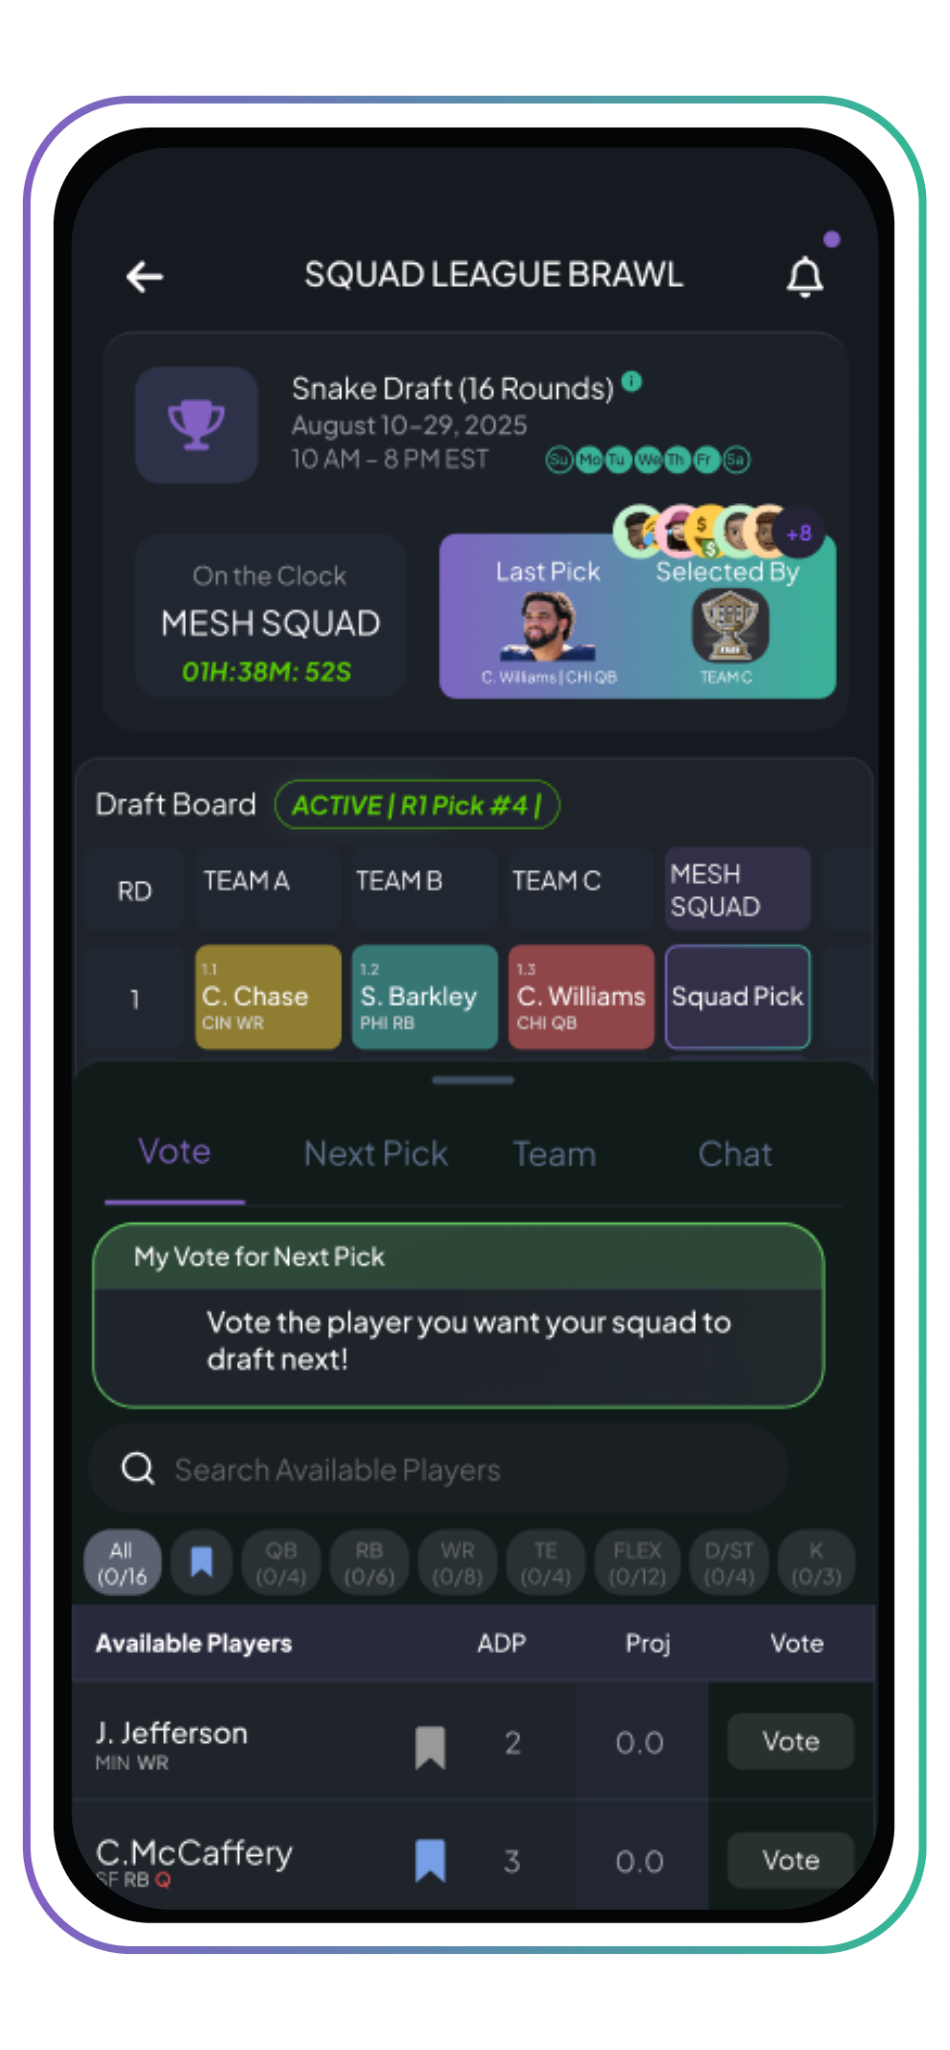 SQUAD LEAGUE BRAWL
Snake Draft (16 Rounds) i
August 10–29, 2025
10 AM – 8 PM EST
Su Mo Tu We Th Fr Sa
+8
On the Clock
MESH SQUAD
01H:38M: 52S
Last Pick
C. Williams | CHI QB
Selected By
TEAM C
Draft Board
ACTIVE | R1 Pick #4 |
RD TEAM A TEAM B TEAM C MESH
SQUAD
1
1.1
C. Chase
CIN WR
1.2
S. Barkley
PHI RB
1.3
C. Williams
CHI QB
Squad Pick
Vote Next Pick Team Chat
My Vote for Next Pick
Vote the player you want your squad to
draft next!
Search Available Players
All
(0/16
QB
(0/4)
RB
(0/6)
WR
(0/8)
TE
(0/4)
FLEX
(0/12)
D/ST
(0/4)
K
(0/3)
Available Players ADP Proj Vote
J. Jefferson
MIN WR
2 0.0 Vote
C.McCaffery
SF RB Q
3 0.0 Vote